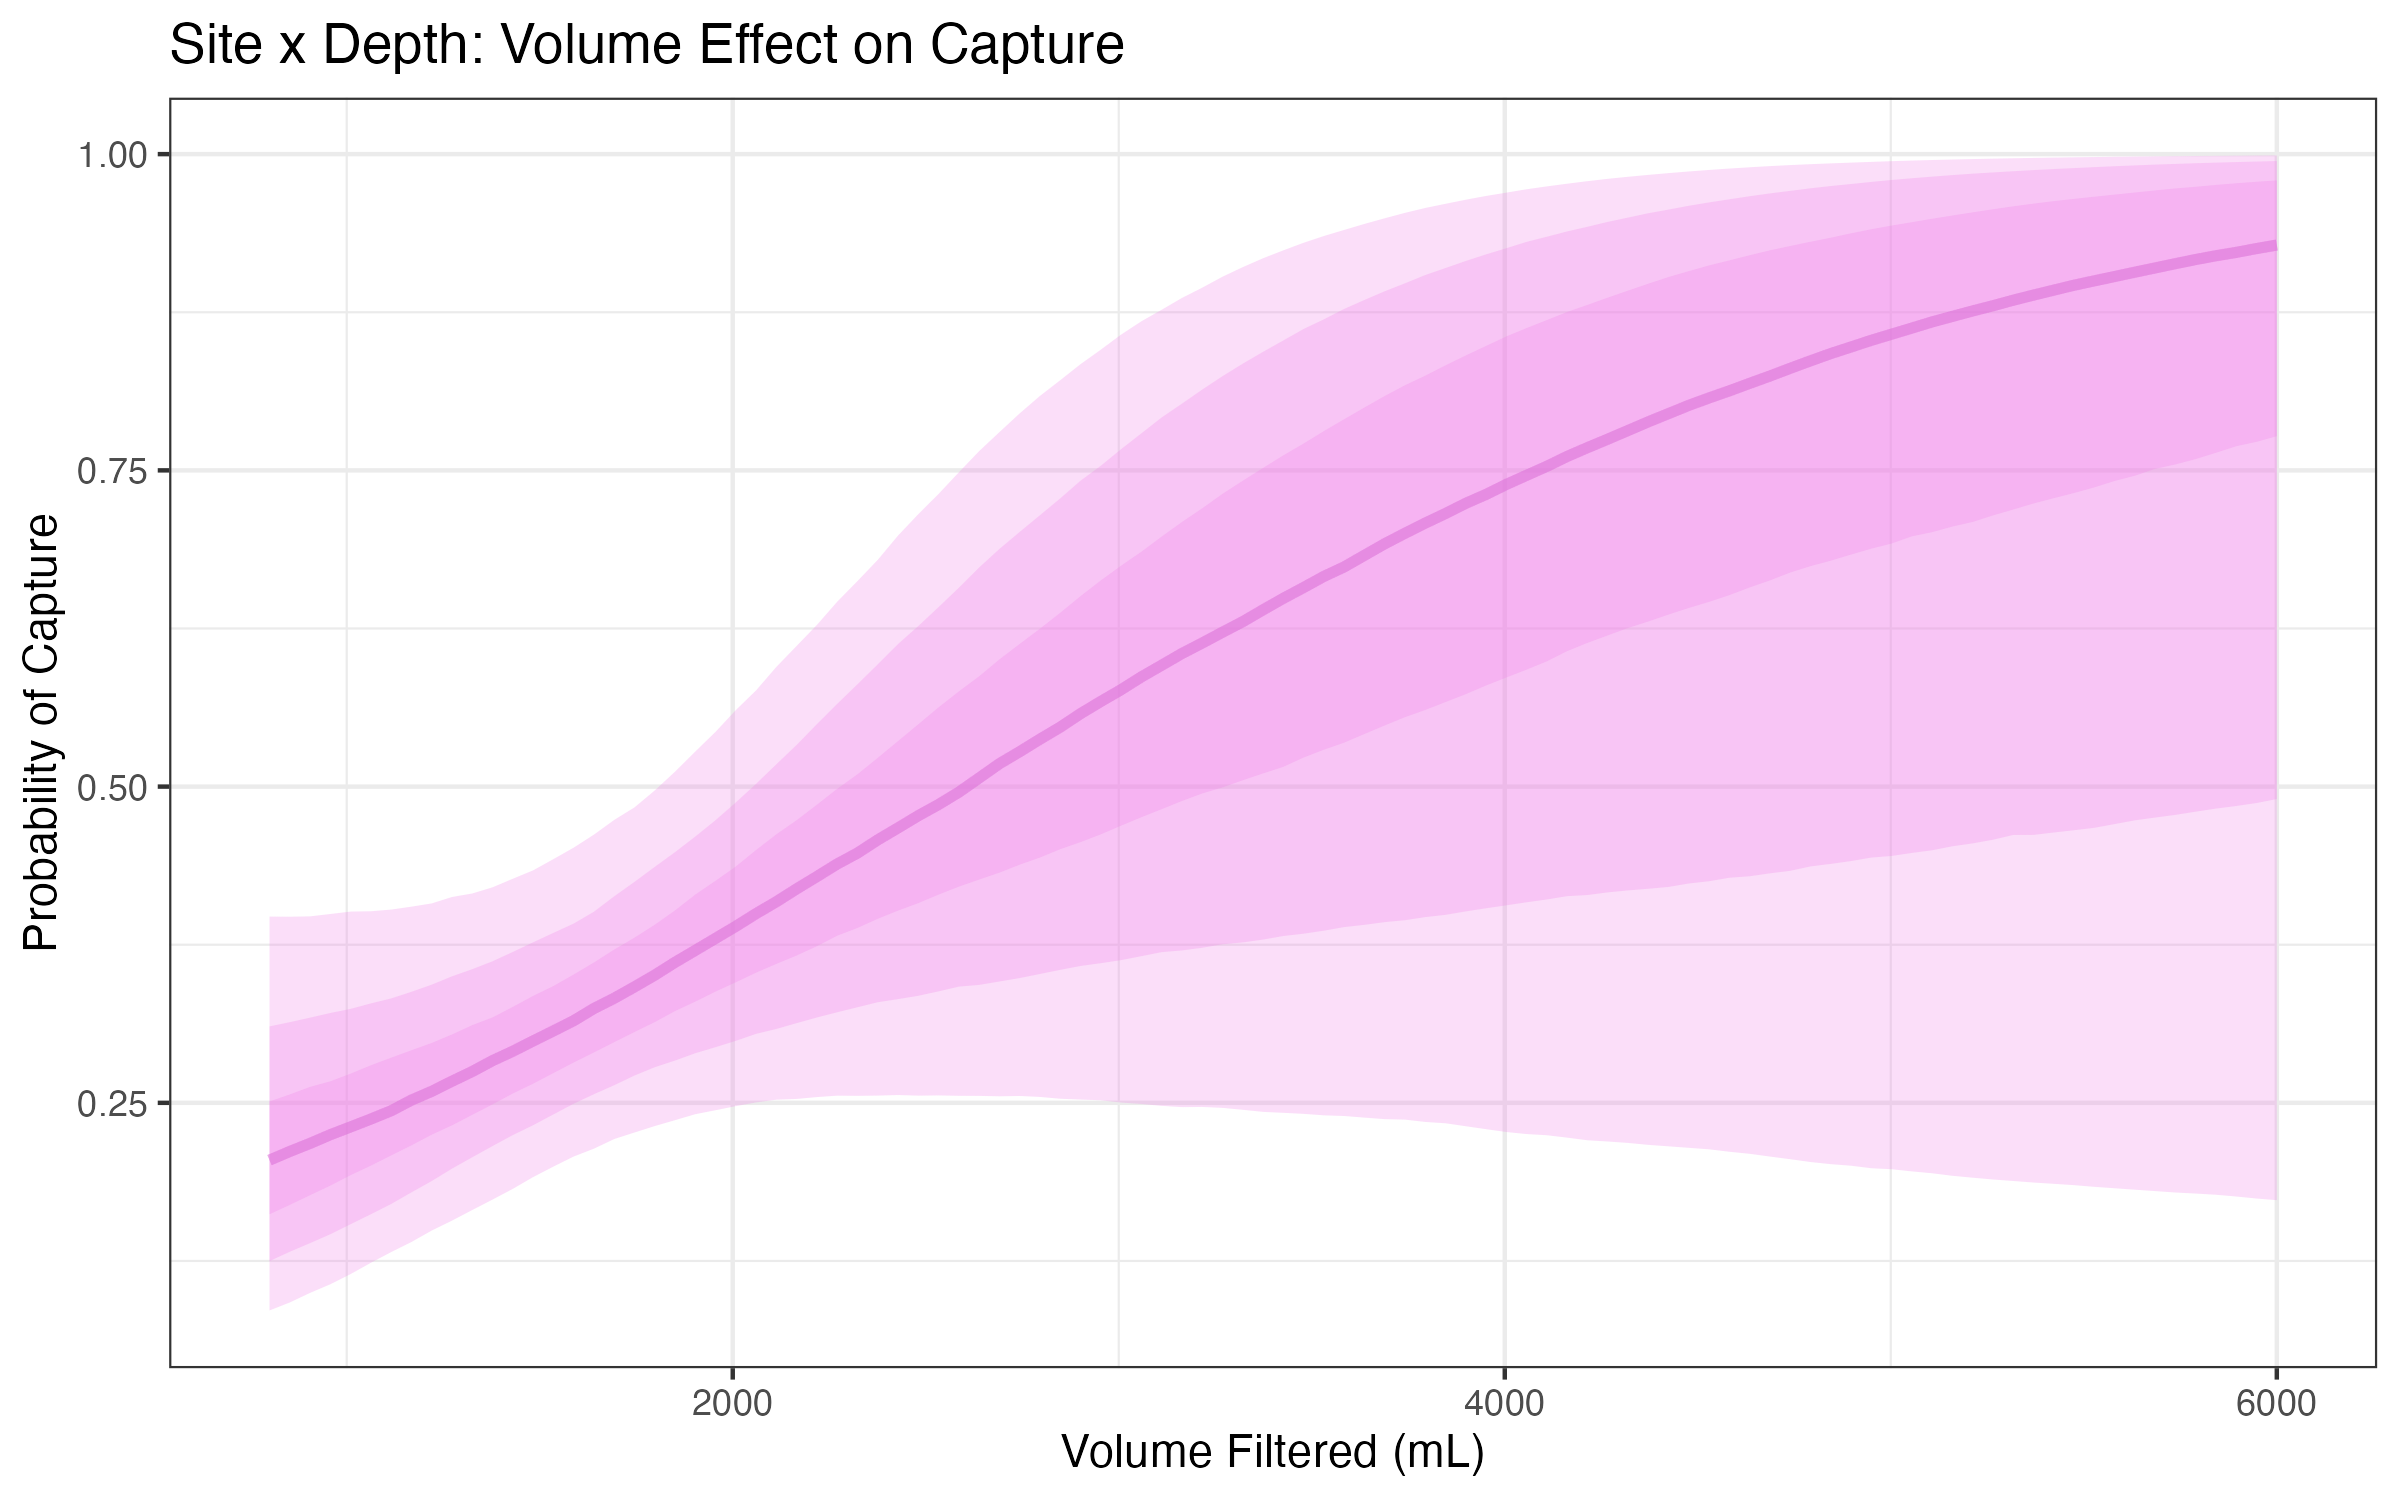 Site x Depth: Volume Effect on Capture
Probability of Capture
1.00
0.75
0.50
0.25
2000
4000
6000
Volume Filtered (mL)